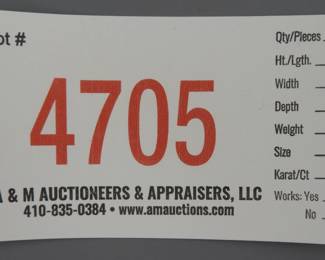 ot #
4705
& M AUCTIONEERS & APPRAISERS, LLC
410-835-0384 • www.amauctions.com
Qty/Pieces
Ht./Lgth.
Width
Depth
Weight
Size
Karat/Ct
Works: Yes
No